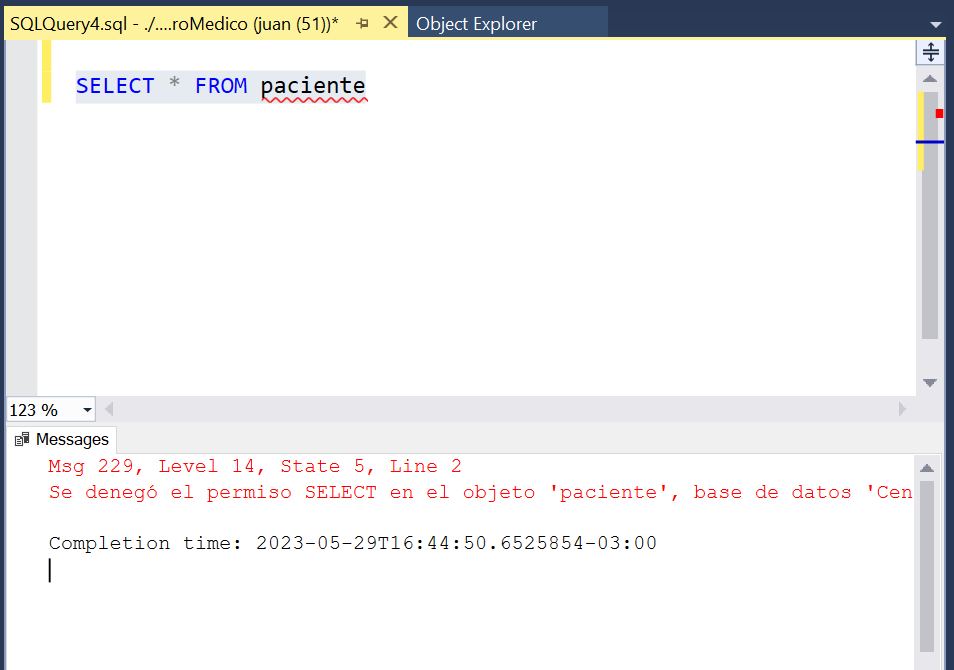 SQLQuery4.sql - ./....roMedico (juan (51))* Object Explorer
SELECT * FROM paciente
123 %
Messages
Msg 229, Level 14, State 5, Line 2
Se denegó el permiso SELECT en el objeto 'paciente', base de datos 'Cen
Completion time: 2023-05-29T16:44:50.6525854-03:00